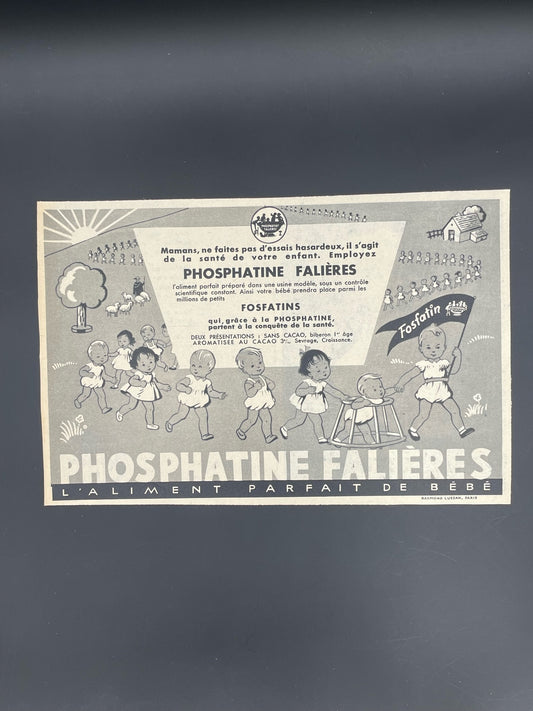 Mamans, ne faites pas d'essais hasardeux, il s'agit
de la santé de votre enfant. Employez
PHOSPHATINE FALIÈRES
l'aliment parfait préparé dans une usine modèle, sous un contrôle
scientifique constant. Ainsi votre bébé prendra place parmi les
millions de petits
FOSFATINS
qui, grâce à la PHOSPHATINE,
partent à la conquête de la santé.
DEUX PRÉSENTATIONS : SANS CACAO, biberon 1er âge
AROMATISÉE AU CACAO Sevrage, Croissance.
Fosfatin
PHOSPHATINE FALIÈRES
L'ALIMENT PARFAIT DE BÉBÉ
PARIS